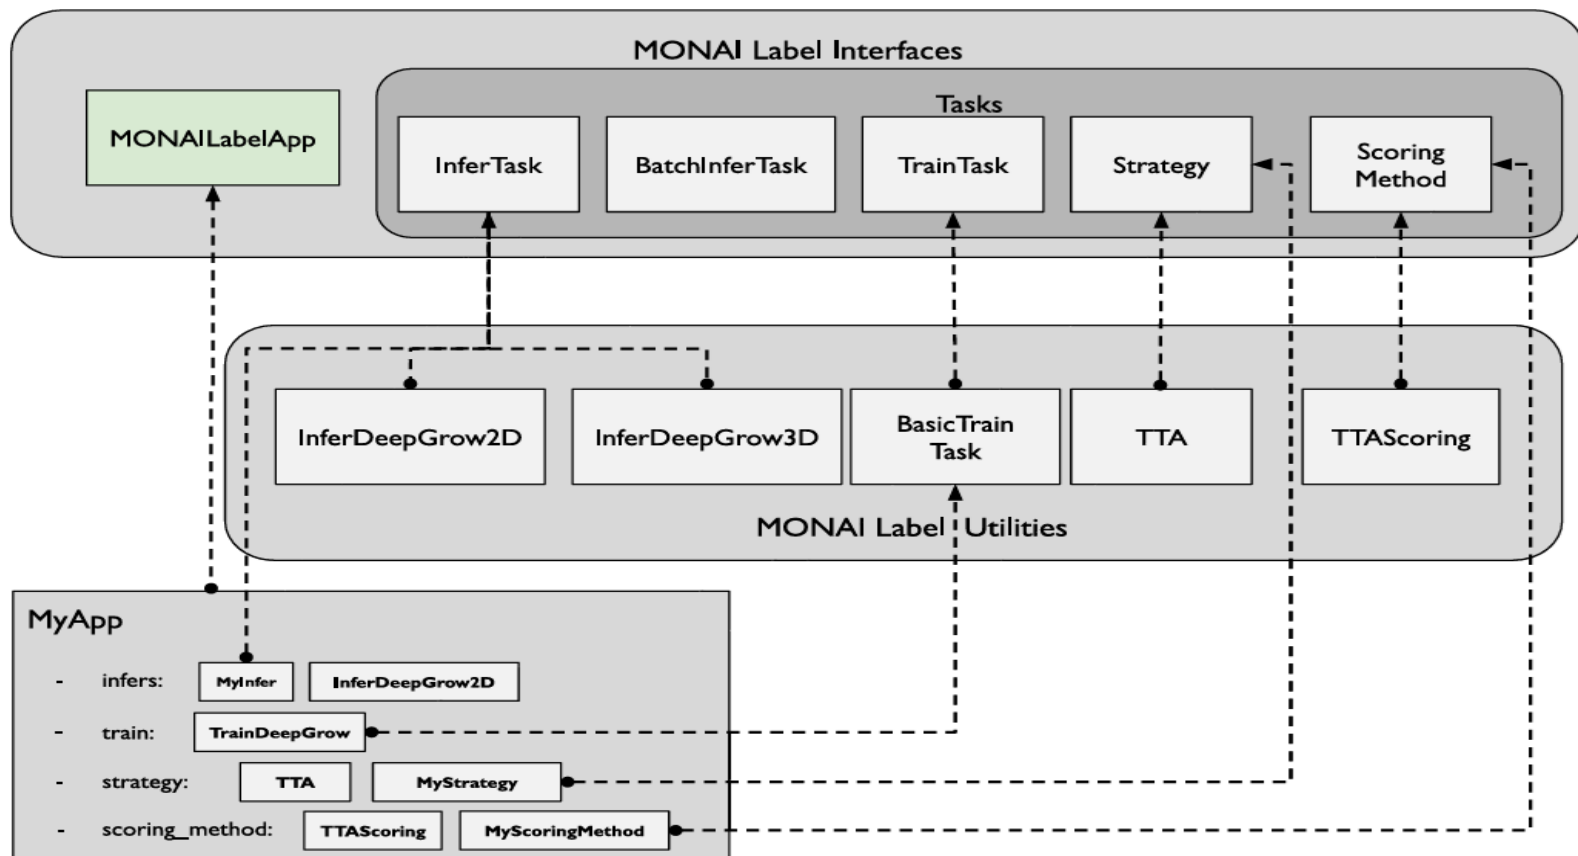 MONAI Label Interfaces
MONAILabelApp
Tasks
InferTask
BatchInferTask
TrainTask
Strategy
Scoring
Method
InferDeepGrow2D
InferDeepGrow3D
BasicTrain
Task
TTA
TTAScoring
MONAI Label Utilities
MyApp
- infers: MyInfer InferDeepGrow2D
- train: TrainDeepGrow
- strategy: TTA MyStrategy
- scoring_method: TTAScoring MyScoringMethod